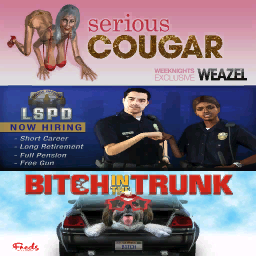 serious
COUGAR
WEEKNIGHTS
EXCLUSIVE WEAZEL
LSPD
NOW HIRING
- Short Career
- Long Retirement
- Full Pension
- Free Gun
BITCH IN THE TRUNK